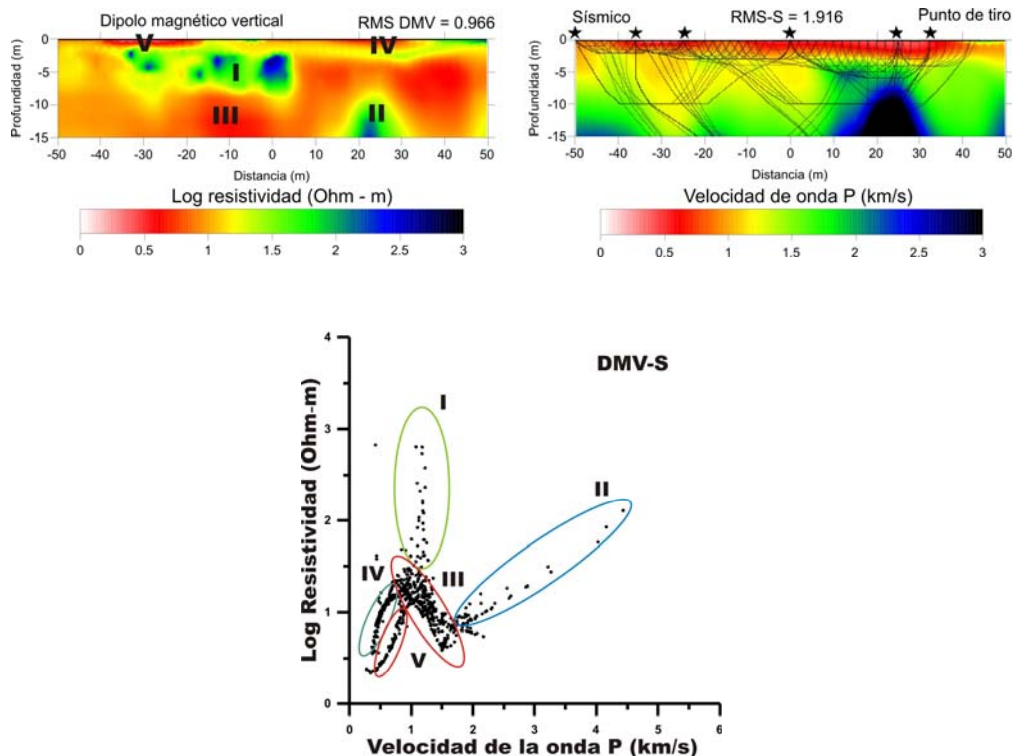 Dipolo magnético vertical
RMS DMV = 0.966
V
IV
I
III
II
Profundidad (m)
0
-5
-10
-15
-50 -40 -30 -20 -10 0 10 20 30 40 50
Distancia (m)
Log resistividad (Ohm - m)
0 0.5 1 1.5 2 2.5 3
Sísmico
RMS-S = 1.916
Punto de tiro
Profundidad (m)
0
-5
-10
-15
-50 -40 -30 -20 -10 0 10 20 30 40 50
Distancia (m)
Velocidad de onda P (km/s)
0 0.5 1 1.5 2 2.5 3
DMV-S
Log Resistividad (Ohm-m)
4
3
2
1
0
I
II
IV
III
V
0 1 2 3 4 5 6
Velocidad de la onda P (km/s)